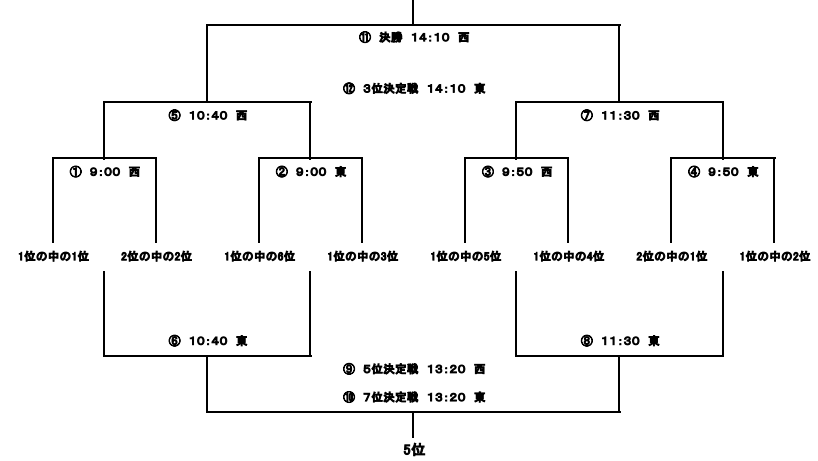 ⑪ 決勝 14:10 西
⑫ 3位決定戦 14:10 東
⑤ 10:40 西
⑦ 11:30 西
① 9:00 西
② 9:00 東
③ 9:50 西
④ 9:50 東
1位の中の1位
2位の中の2位
1位の中の6位
1位の中の3位
1位の中の5位
1位の中の4位
2位の中の1位
1位の中の2位
⑥ 10:40 東
⑧ 11:30 東
⑨ 5位決定戦 13:20 西
⑩ 7位決定戦 13:20 東
5位